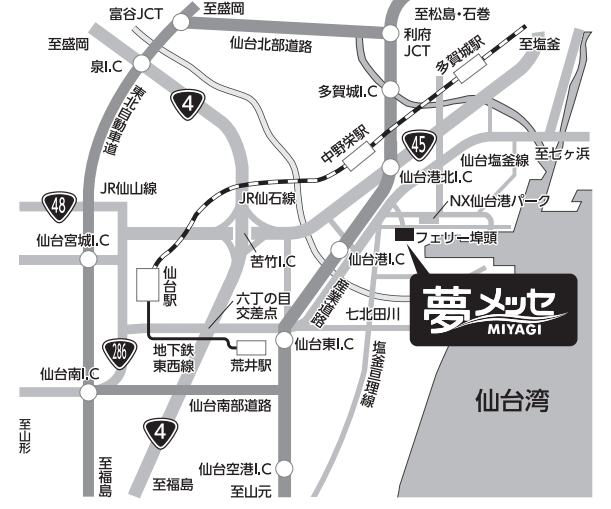 富谷JCT
至盛岡
至松島・石巻
至盛岡
仙台北部道路
利府
JCT
多賀城駅
至塩釜
泉I.C
多賀城I.C
4
東北自動車道
中野栄駅
45
仙台塩釜線
至七ヶ浜
仙台港北I.C
JR仙山線
JR仙石線
NX仙台港パーク
48
フェリー埠頭
仙台宮城I.C
苦竹I.C
仙台港I.C
仙台駅
六丁の目
交差点
産業道路
七北田川
夢メッセ
MIYAGI
286
地下鉄
東西線
荒井駅
仙台東I.C
塩釜亘理線
仙台南I.C
仙台南部道路
仙台湾
4
至山形
仙台空港I.C
至福島
至福島
至山元